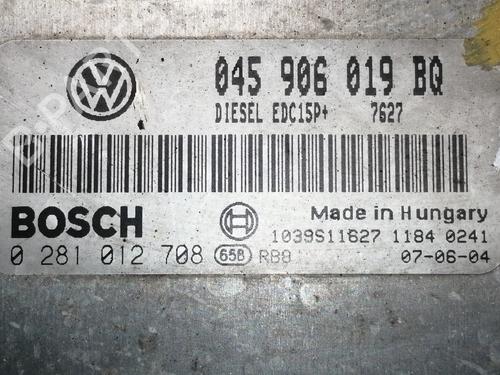 045 906 019 BQ
DIESEL EDC15P+ 7627
BOSCH
Made in Hungary
1039S11627 1184 0241
0 281 012 708 65B RB8 07-06-04